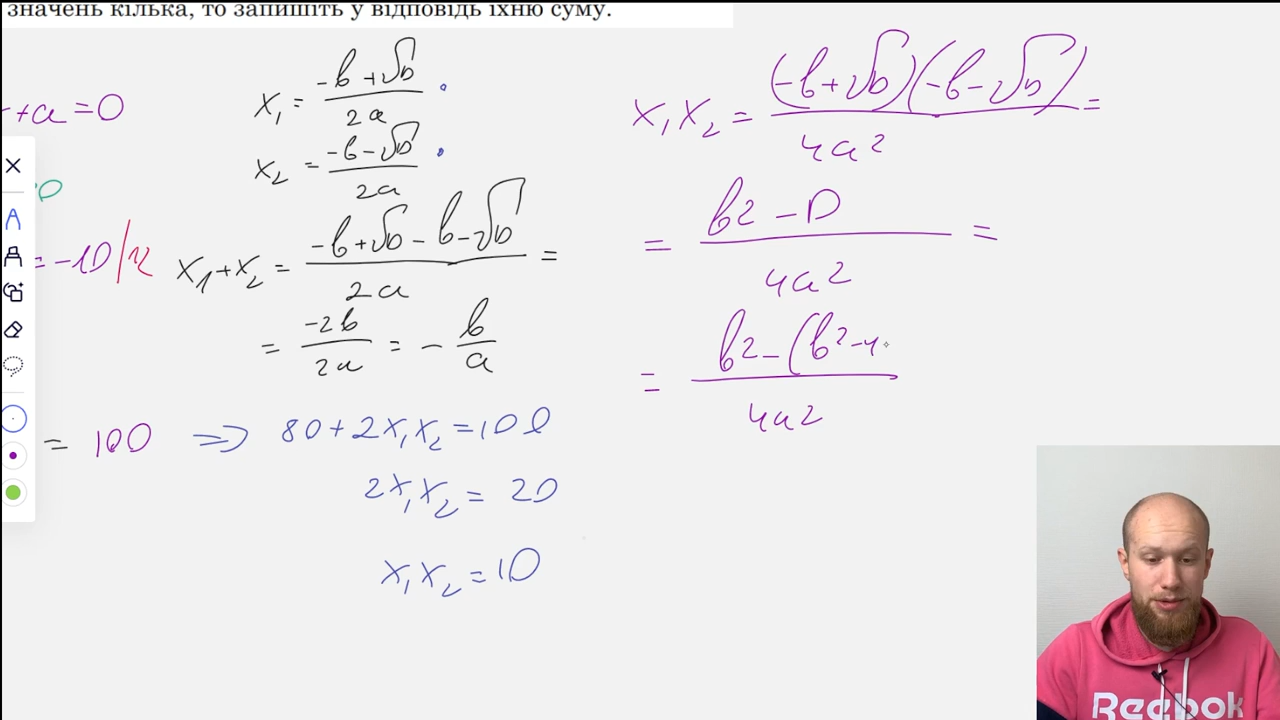 значень кілька, то запишіть у відповідь їхню суму.
+a=0
=-10
x₁ = (-b+√D)/2a
x₂ = (-b-√D)/2a
x₁+x₂ = (-b+√D-b-√D)/2a =
= -2b/2a = -b/a
= 100 => 80+2x₁x₂=100
2x₁x₂ = 20
x₁x₂ = 10
x₁x₂ = (-b+√D)(-b-√D)/4a² =
= b²-D/4a² =
= b²-(b²-4/4a²
Reebok